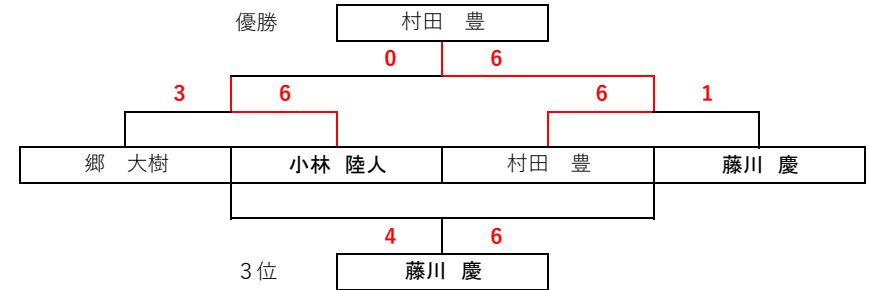 優勝 村田 豊
0 6
3 6 6 1
郷 大樹 小林 陸人 村田 豊 藤川 慶
4 6
３位 藤川 慶